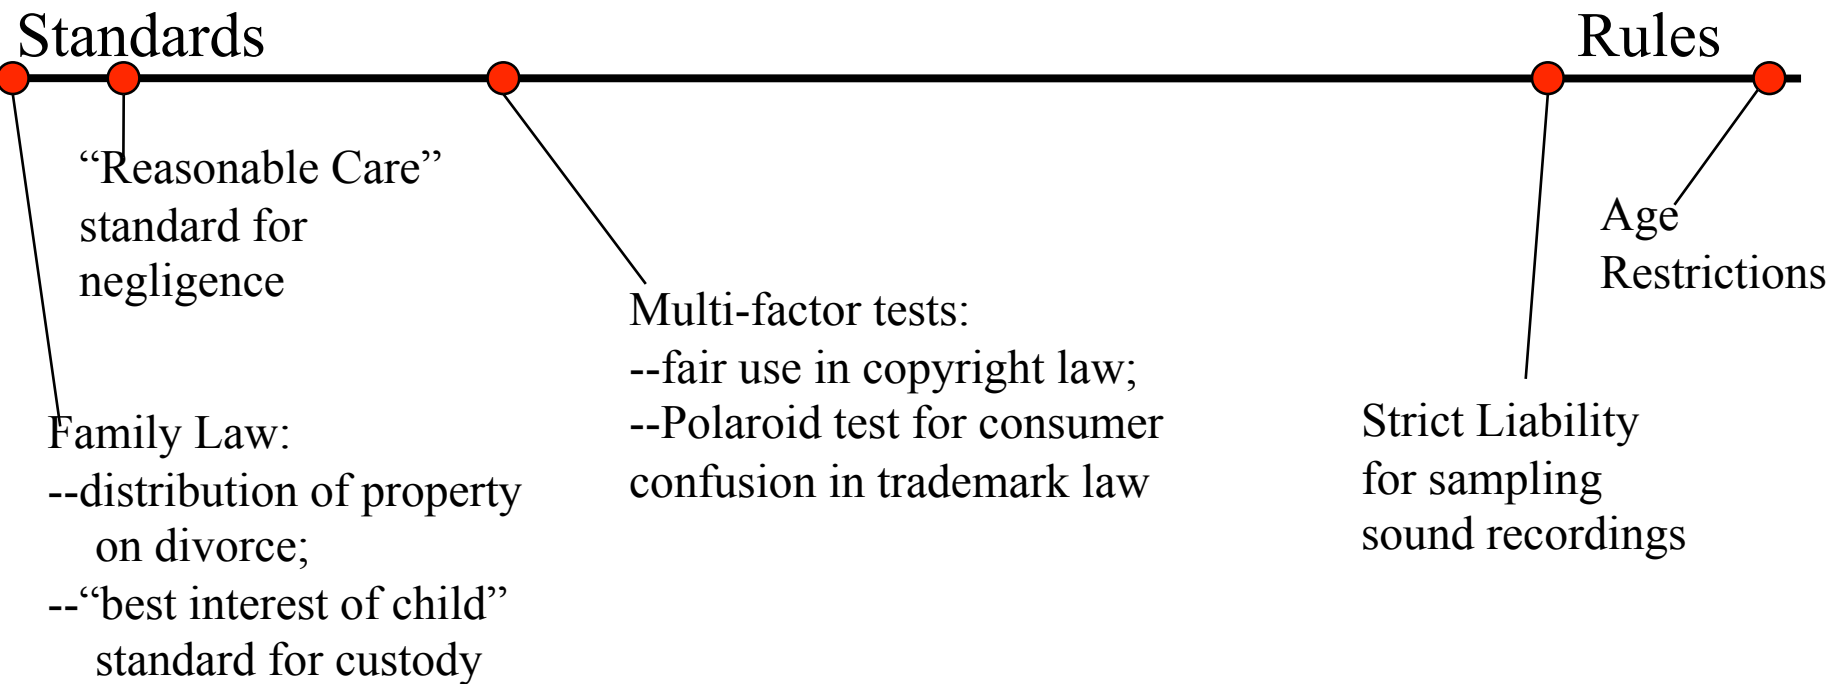 Standards
Rules
“Reasonable Care”
standard for
negligence
Age
Restrictions
Multi-factor tests:
--fair use in copyright law;
--Polaroid test for consumer
confusion in trademark law
Family Law:
--distribution of property
on divorce;
--“best interest of child”
standard for custody
Strict Liability
for sampling
sound recordings